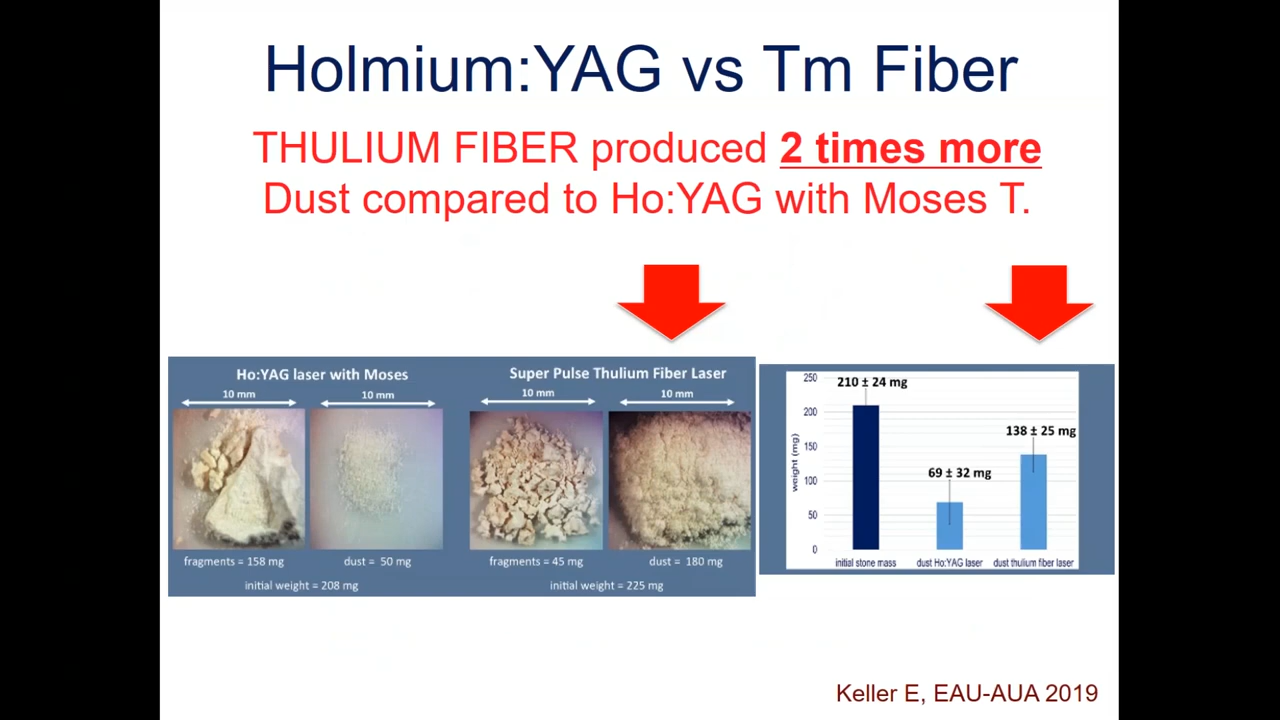 Holmium:YAG vs Tm Fiber
THULIUM FIBER produced 2 times more
Dust compared to Ho:YAG with Moses T.
Ho:YAG laser with Moses
10 mm
10 mm
fragments = 158 mg
dust = 50 mg
initial weight = 208 mg
Super Pulse Thulium Fiber Laser
10 mm
10 mm
fragments = 45 mg
dust = 180 mg
initial weight = 225 mg
weight (mg)
250
200
150
100
50
0
210 ± 24 mg
69 ± 32 mg
138 ± 25 mg
initial stone mass
dust Ho:YAG laser
dust thulium fiber laser
Keller E, EAU-AUA 2019